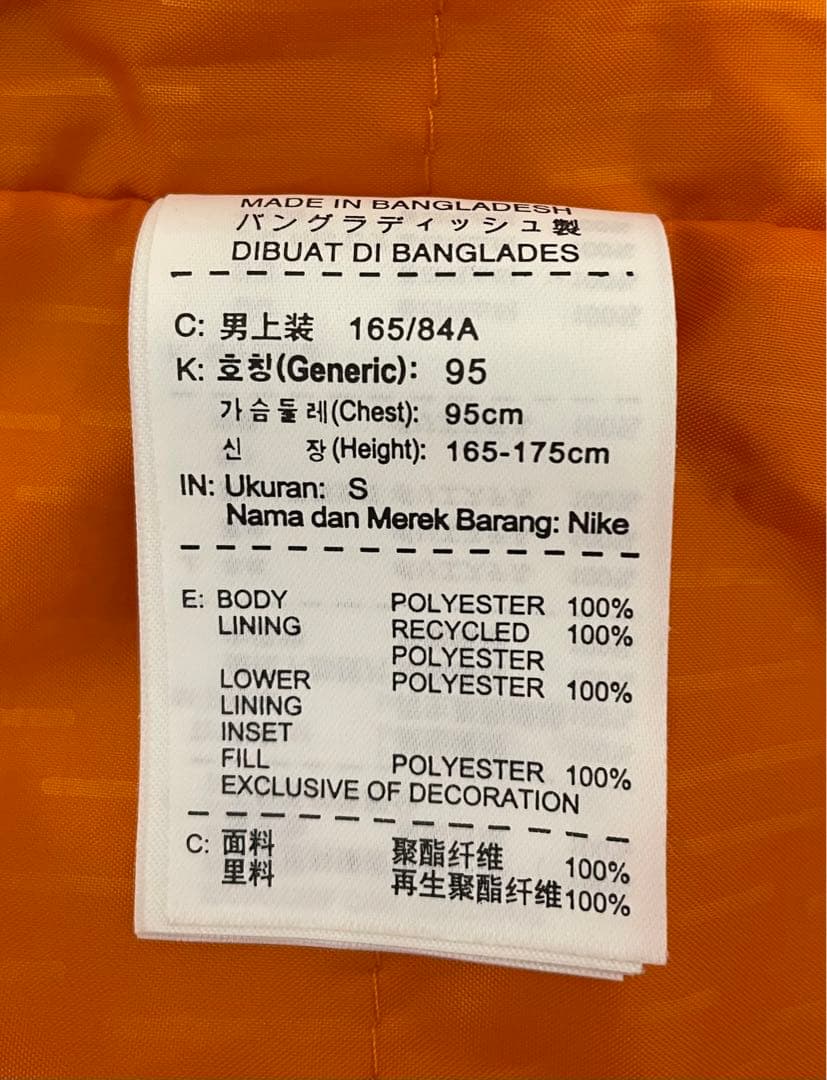 MADE IN BANGLADESH
バングラディッシュ製
DIBUAT DI BANGLADES
C: 男上装 165/84A
K: 호칭(Generic): 95
가슴둘레(Chest): 95cm
신 장(Height): 165-175cm
IN: Ukuran: S
Nama dan Merek Barang: Nike
E: BODY POLYESTER 100%
LINING RECYCLED 100%
POLYESTER
LOWER POLYESTER 100%
LINING
INSET
FILL POLYESTER 100%
EXCLUSIVE OF DECORATION
C: 面料 聚酯纤维 100%
里料 再生聚酯纤维100%